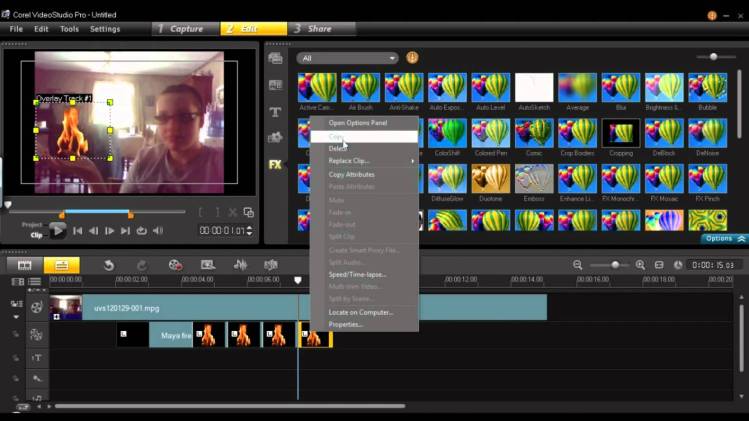 Corel VideoStudio Pro - Untitled
File Edit Tools Settings 1 Capture 2 Edit 3 Share
All
Overlay Track #1
Active Cam... Air Brush Anti-Shake Auto Expos... Auto Level AutoSketch Average Blur Brightness & Bubble
ColorShift Colored Pen Comic Crop Borders Cropping DeBlock DeNoise
DiffuseGlow Duotone Emboss FX Monochr... FX Mosaic FX Pinch
T
FX
Open Options Panel
Copy
Delete
Replace Clip...
Copy Attributes
Paste Attributes
Mute
Fade-in
Fade-out
Split Clip
Create Smart Proxy File...
Split Audio...
Speed/Time-lapse...
Multi-trim Video...
Split by Scene...
Locate on Computer...
Properties...
Project
Clip
00:00:01.07
Options
0:00:15.03
00:00:00.00 00:00:02.00 00:00:04.00 00:00:06.00 00:00:12.00 00:00:14.00 00:00:16.00 00:00:18.00 00:00:20
uvs120129-001.mpg
Maya fire